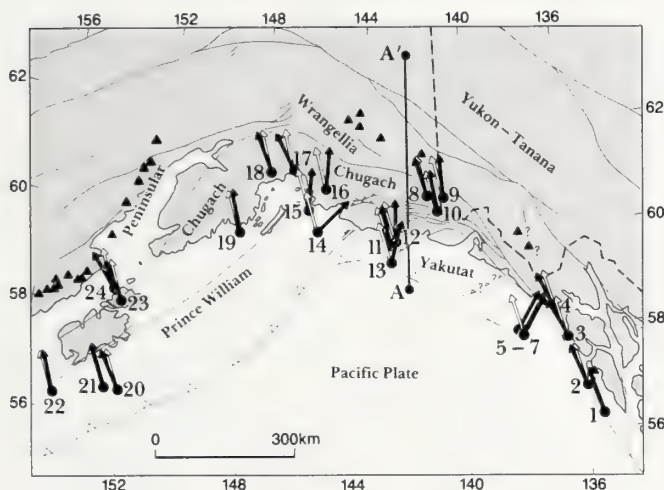 156 152 148 144 140 136
62
62
60
60
58
58
56
56
A'
Yukon – Tanana
Wrangellia
Peninsular
Chugach
Chugach
17
18
16
15
14
19
8
9
10
11
12
13
Yakutat
A
Prince William
24
23
22
21
20
5 – 7
4
3
2
1
? ?
? ? ?
Pacific Plate
0 300km
152 148 144 140 136